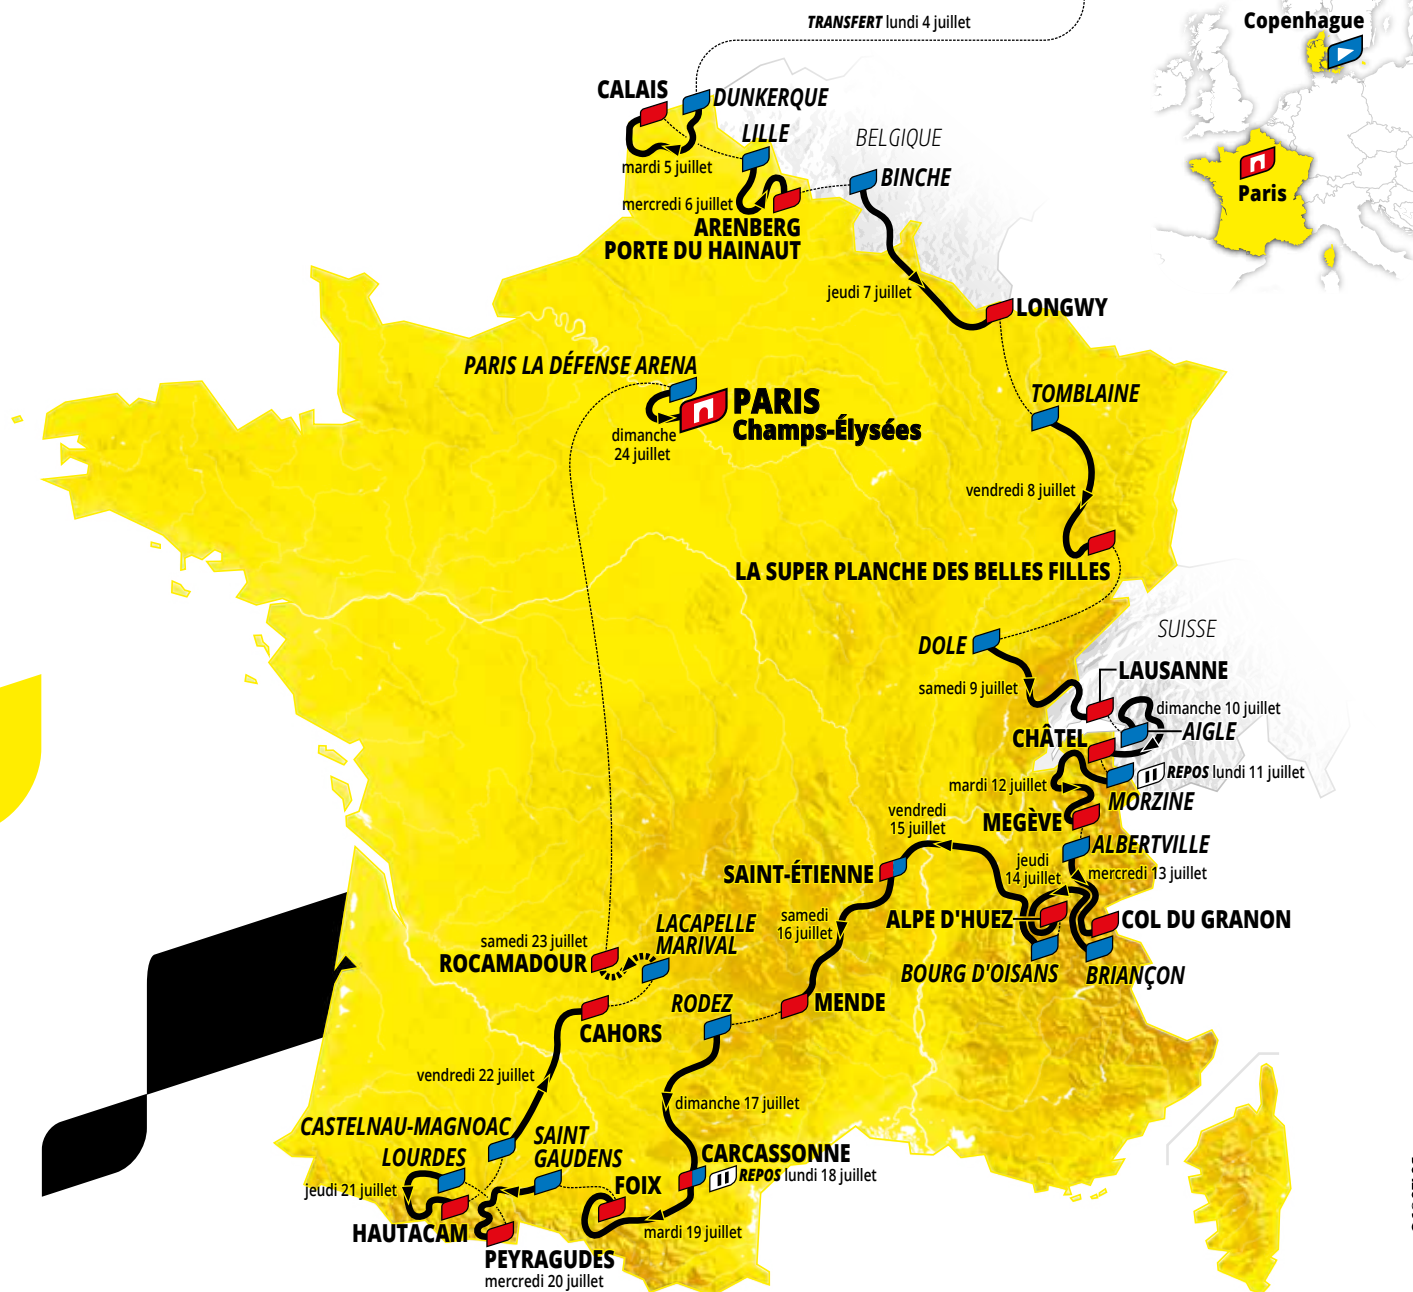 TRANSFERT lundi 4 juillet
Copenhague
Paris
CALAIS
DUNKERQUE
LILLE
mardi 5 juillet
BELGIQUE
BINCHE
mercredi 6 juillet
ARENBERG
PORTE DU HAINAUT
jeudi 7 juillet
LONGWY
PARIS LA DÉFENSE ARENA
PARIS
Champs-Élysées
dimanche
24 juillet
TOMBLAINE
vendredi 8 juillet
LA SUPER PLANCHE DES BELLES FILLES
SUISSE
DOLE
LAUSANNE
samedi 9 juillet
dimanche 10 juillet
AIGLE
CHÂTEL
REPOS lundi 11 juillet
mardi 12 juillet
MORZINE
MEGÈVE
vendredi
15 juillet
ALBERTVILLE
jeudi
14 juillet
mercredi 13 juillet
SAINT-ÉTIENNE
samedi
16 juillet
ALPE D'HUEZ
COL DU GRANON
BOURG D'OISANS
BRIANÇON
LACAPELLE
MARIVAL
samedi 23 juillet
ROCAMADOUR
RODEZ
MENDE
CAHORS
vendredi 22 juillet
dimanche 17 juillet
CASTELNAU-MAGNOAC
LOURDES
SAINT
GAUDENS
CARCASSONNE
REPOS lundi 18 juillet
jeudi 21 juillet
FOIX
HAUTACAM
mardi 19 juillet
PEYRAGUDES
mercredi 20 juillet